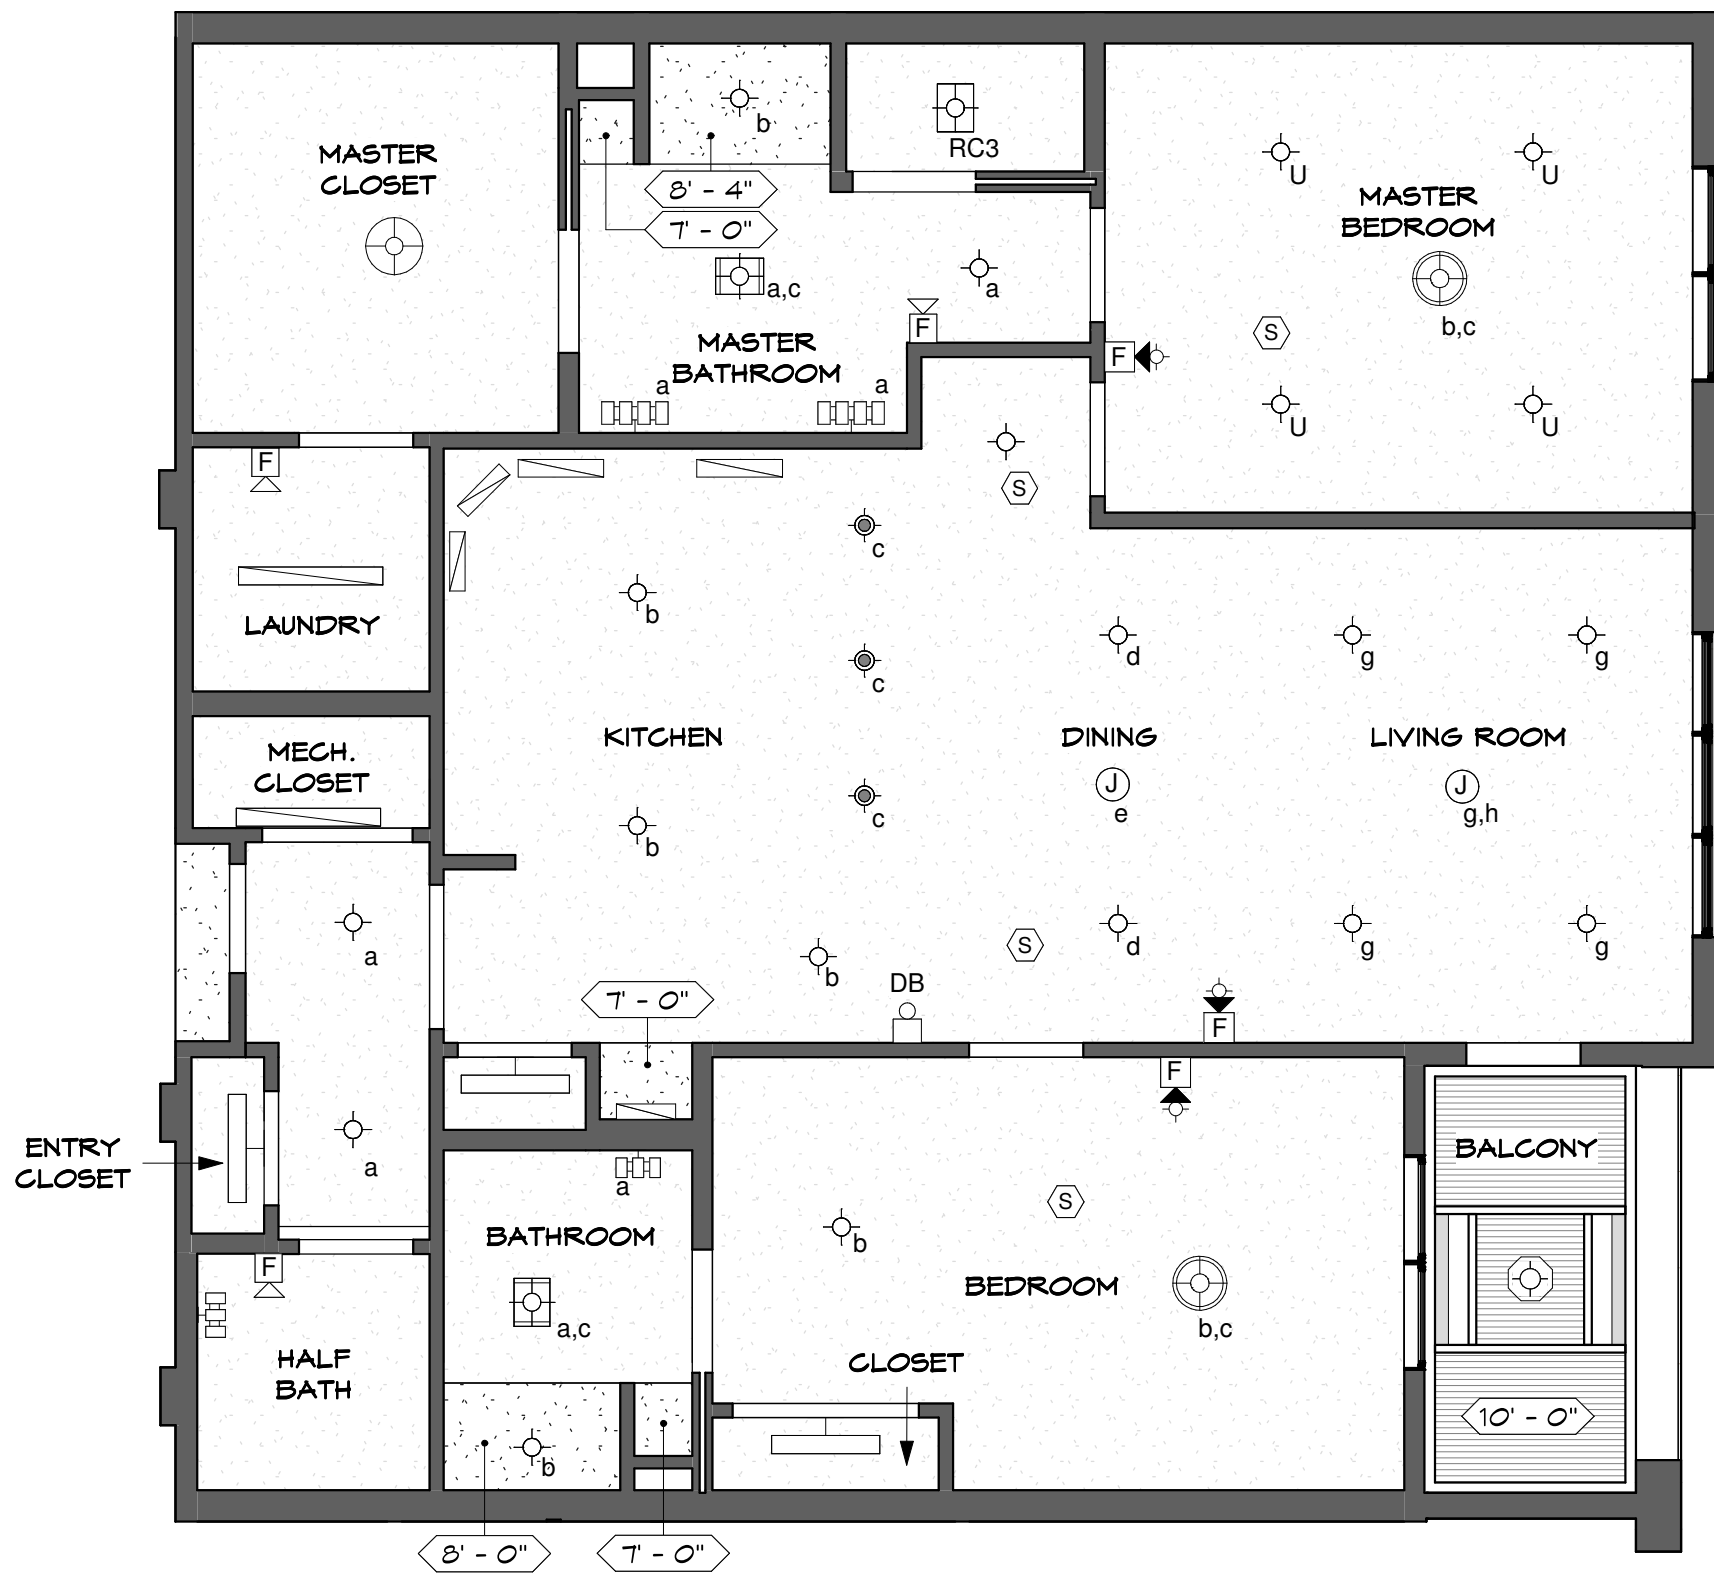 b
RC3
MASTER
CLOSET
8' - 4"
7' - 0"
U
U
MASTER
BEDROOM
a,c
a
F
MASTER
BATHROOM
S
b,c
F
a
a
U
U
F
S
c
b
LAUNDRY
c
d
g
g
KITCHEN
DINING
LIVING ROOM
MECH.
CLOSET
J
e
J
g,h
c
b
a
b
S
d
g
g
7' - 0"
DB
F
F
ENTRY
CLOSET
a
a
S
BALCONY
BATHROOM
b
F
BEDROOM
a,c
b,c
HALF
BATH
CLOSET
10' - 0"
b
8' - 0"
7' - 0"